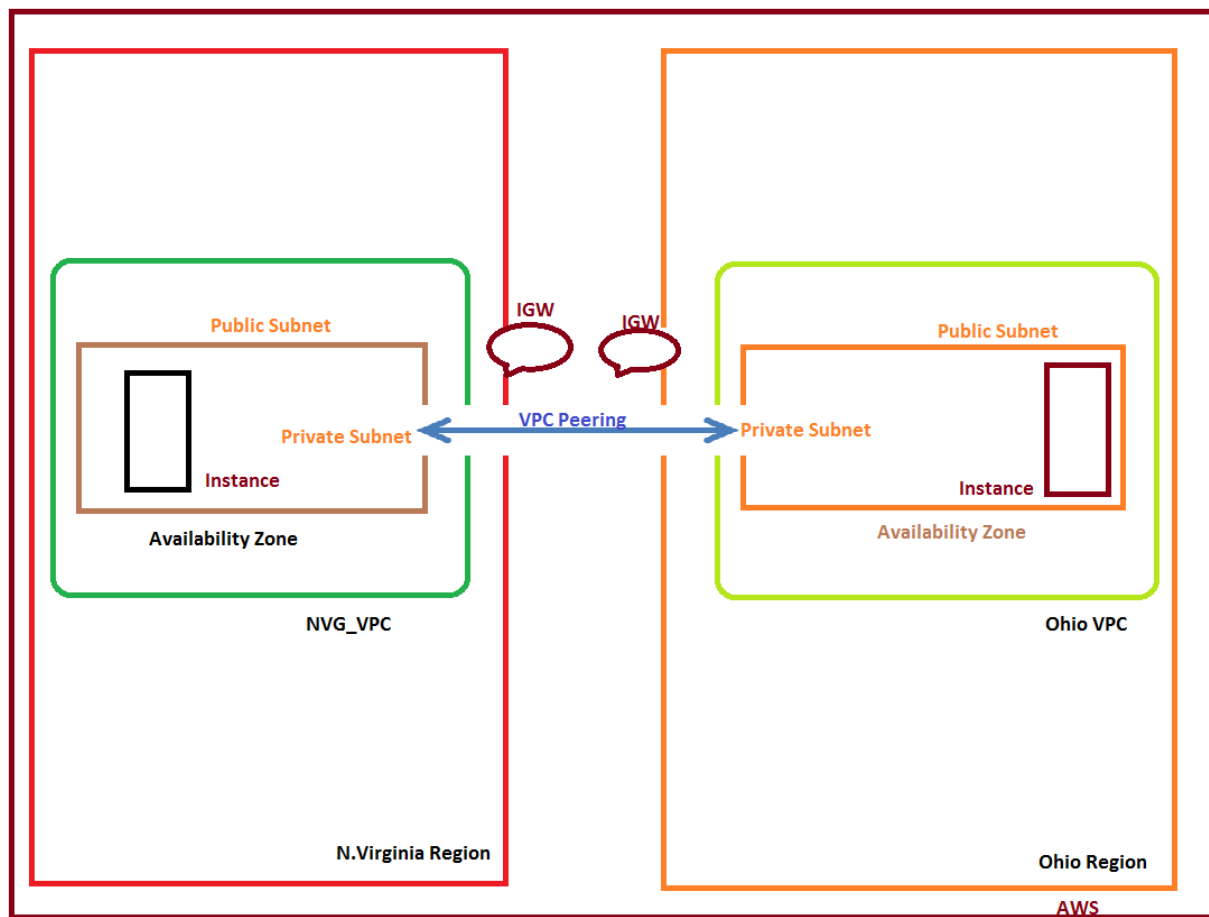 IGW
IGW
Public Subnet
Public Subnet
VPC Peering
Private Subnet
Private Subnet
Instance
Instance
Availability Zone
Availability Zone
NVG_VPC
Ohio VPC
N.Virginia Region
Ohio Region
AWS